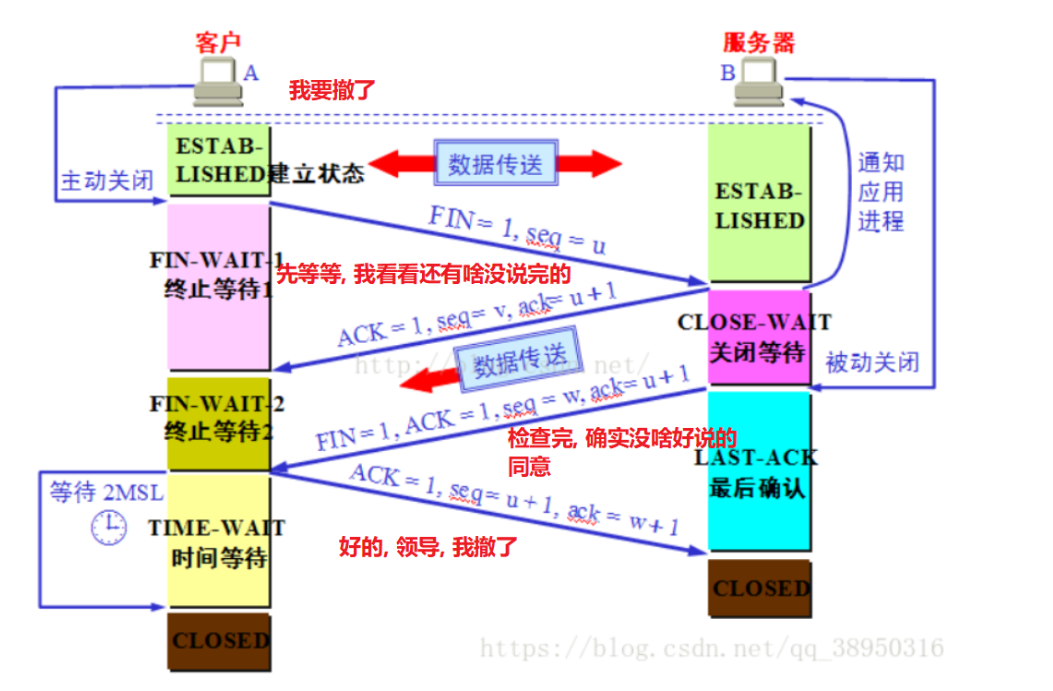 客户
服务器
A
B
我要撤了
ESTAB-
LISHED建立状态
数据传送
主动关闭
ESTAB-
LISHED
通知
应用
进程
FIN= 1, seq = u
FIN-WAIT-1
终止等待1
先等等, 我看看还有啥没说完的
ACK = 1, seq= v, ack= u+1
CLOSE-WAIT
关闭等待
数据传送
被动关闭
FIN-WAIT-2
终止等待2
FIN=1, ACK = 1, seq = w, ack= u+1
检查完, 确实没啥好说的
同意
LAST-ACK
最后确认
等待 2MSL
ACK = 1, seq= u+1, ack = w+1
TIME-WAIT
时间等待
好的, 领导, 我撤了
CLOSED
CLOSED
https://blog.csdn.net/qq_38950316